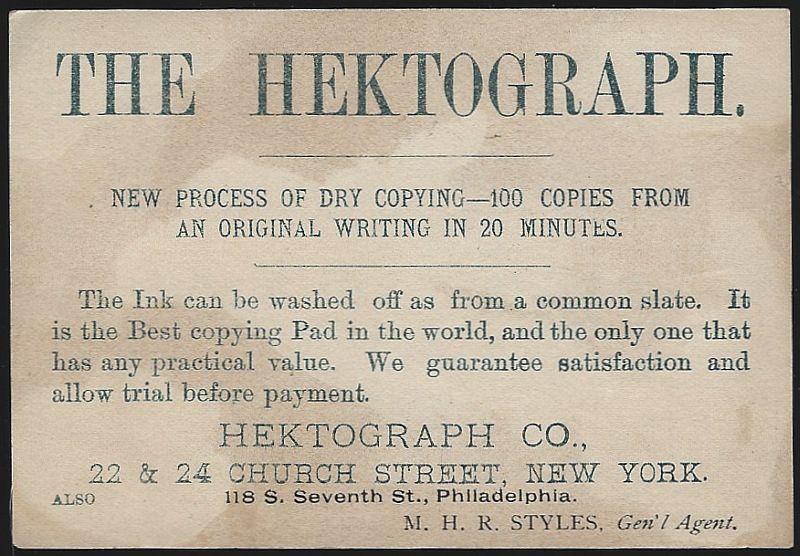 THE HEKTOGRAPH.
NEW PROCESS OF DRY COPYING—100 COPIES FROM
AN ORIGINAL WRITING IN 20 MINUTES.
The Ink can be washed off as from a common slate. It
is the Best copying Pad in the world, and the only one that
has any practical value. We guarantee satisfaction and
allow trial before payment.
HEKTOGRAPH CO.,
22 & 24 CHURCH STREET, NEW YORK.
ALSO 118 S. Seventh St., Philadelphia.
M. H. R. STYLES, Gen'l Agent.